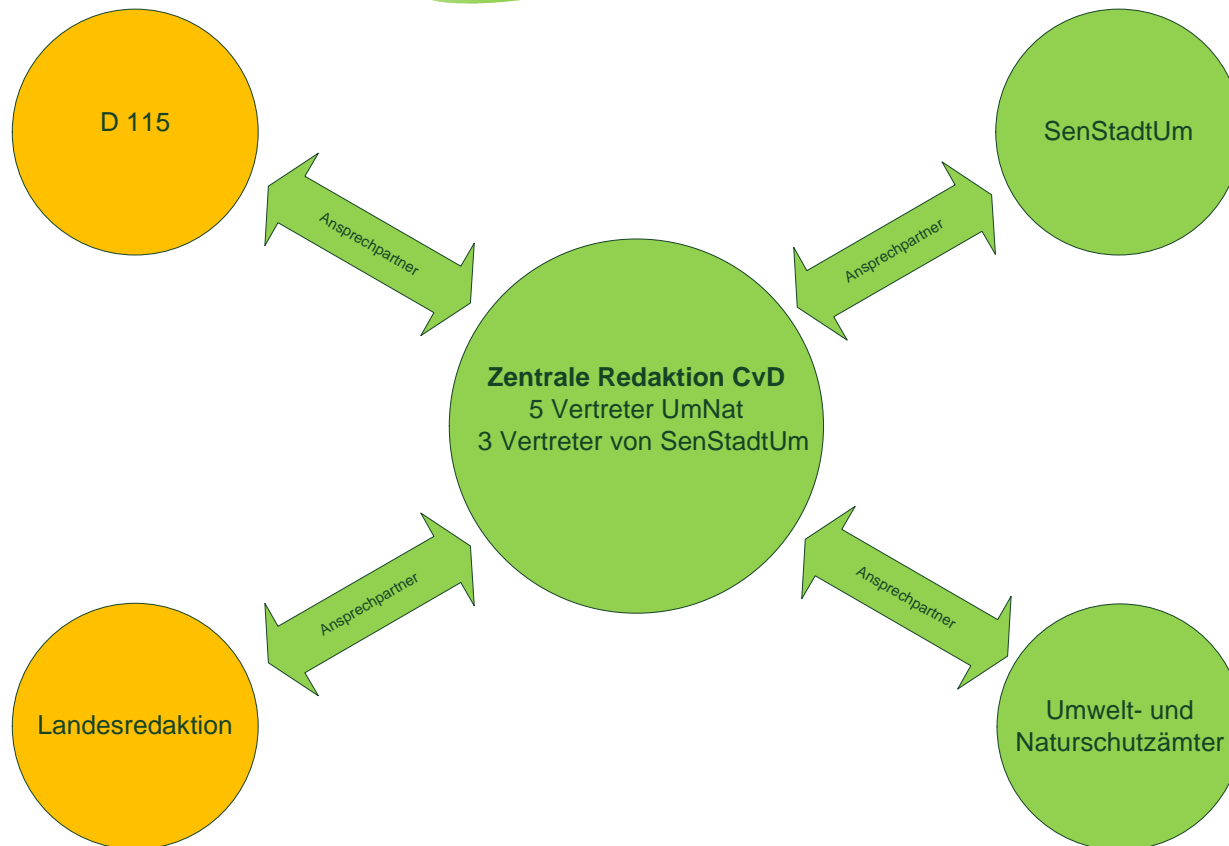 D 115
SenStadtUm
Ansprechpartner
Ansprechpartner
Zentrale Redaktion CvD
5 Vertreter UmNat
3 Vertreter von SenStadtUm
Ansprechpartner
Ansprechpartner
Landesredaktion
Umwelt- und
Naturschutzämter